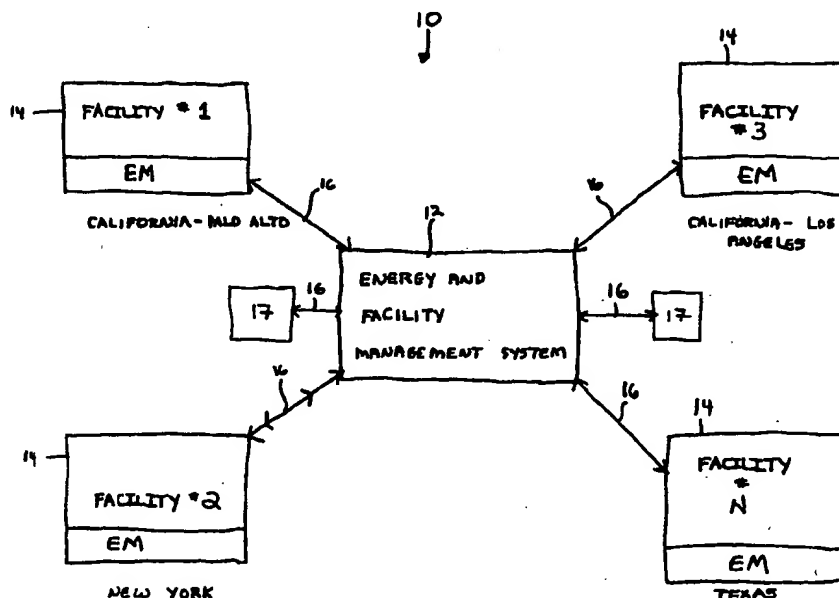 10
14
FACILITY #1
EM
CALIFORNIA-PALO ALTO
16
14
FACILITY
#3
EM
CALIFORNIA- LOS
ANGELES
16
12
ENERGY AND
FACILITY
MANAGEMENT SYSTEM
17
16
16
17
16
14
FACILITY #2
EM
NEW YORK
16
14
FACILITY
#
N
EM
TEXAS